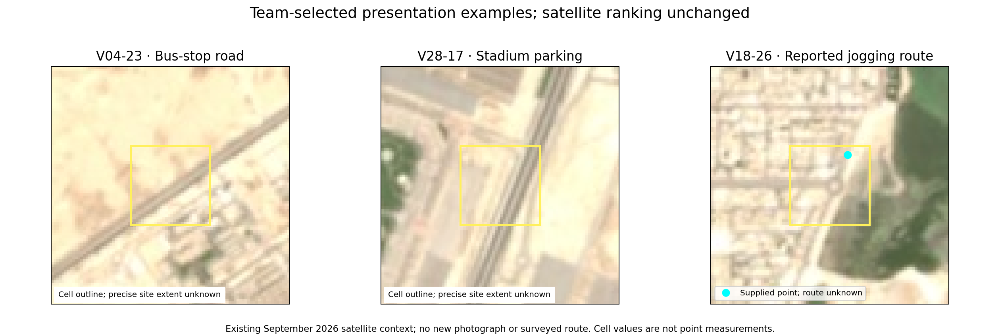 Team-selected presentation examples; satellite ranking unchanged
V04-23 · Bus-stop road
V28-17 · Stadium parking
V18-26 · Reported jogging route
Cell outline; precise site extent unknown
Cell outline; precise site extent unknown
Supplied point; route unknown
Existing September 2026 satellite context; no new photograph or surveyed route. Cell values are not point measurements.